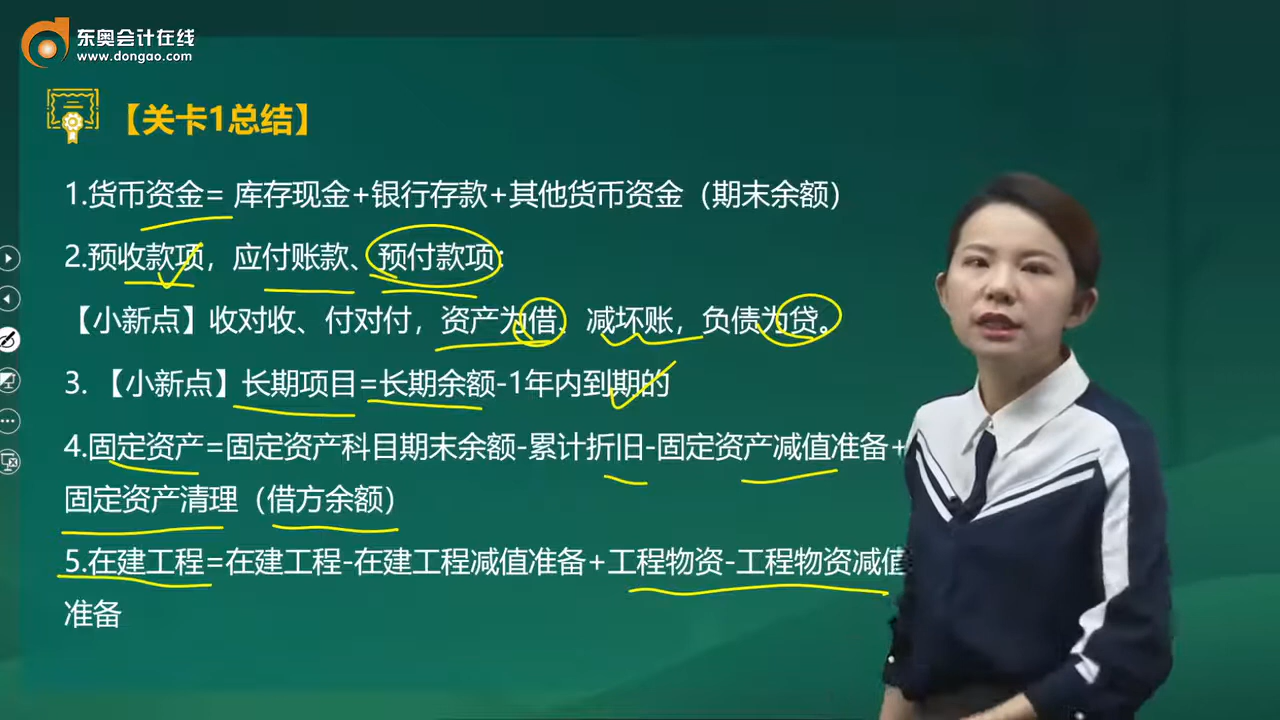 东奥会计在线
www.dongao.com
【关卡1总结】
1.货币资金= 库存现金+银行存款+其他货币资金（期末余额）
2.预收款项，应付账款、预付款项：
【小新点】收对收、付对付，资产为借、减坏账，负债为贷。
3. 【小新点】长期项目=长期余额-1年内到期的
4.固定资产=固定资产科目期末余额-累计折旧-固定资产减值准备+
固定资产清理（借方余额）
5.在建工程=在建工程-在建工程减值准备+工程物资-工程物资减值
准备